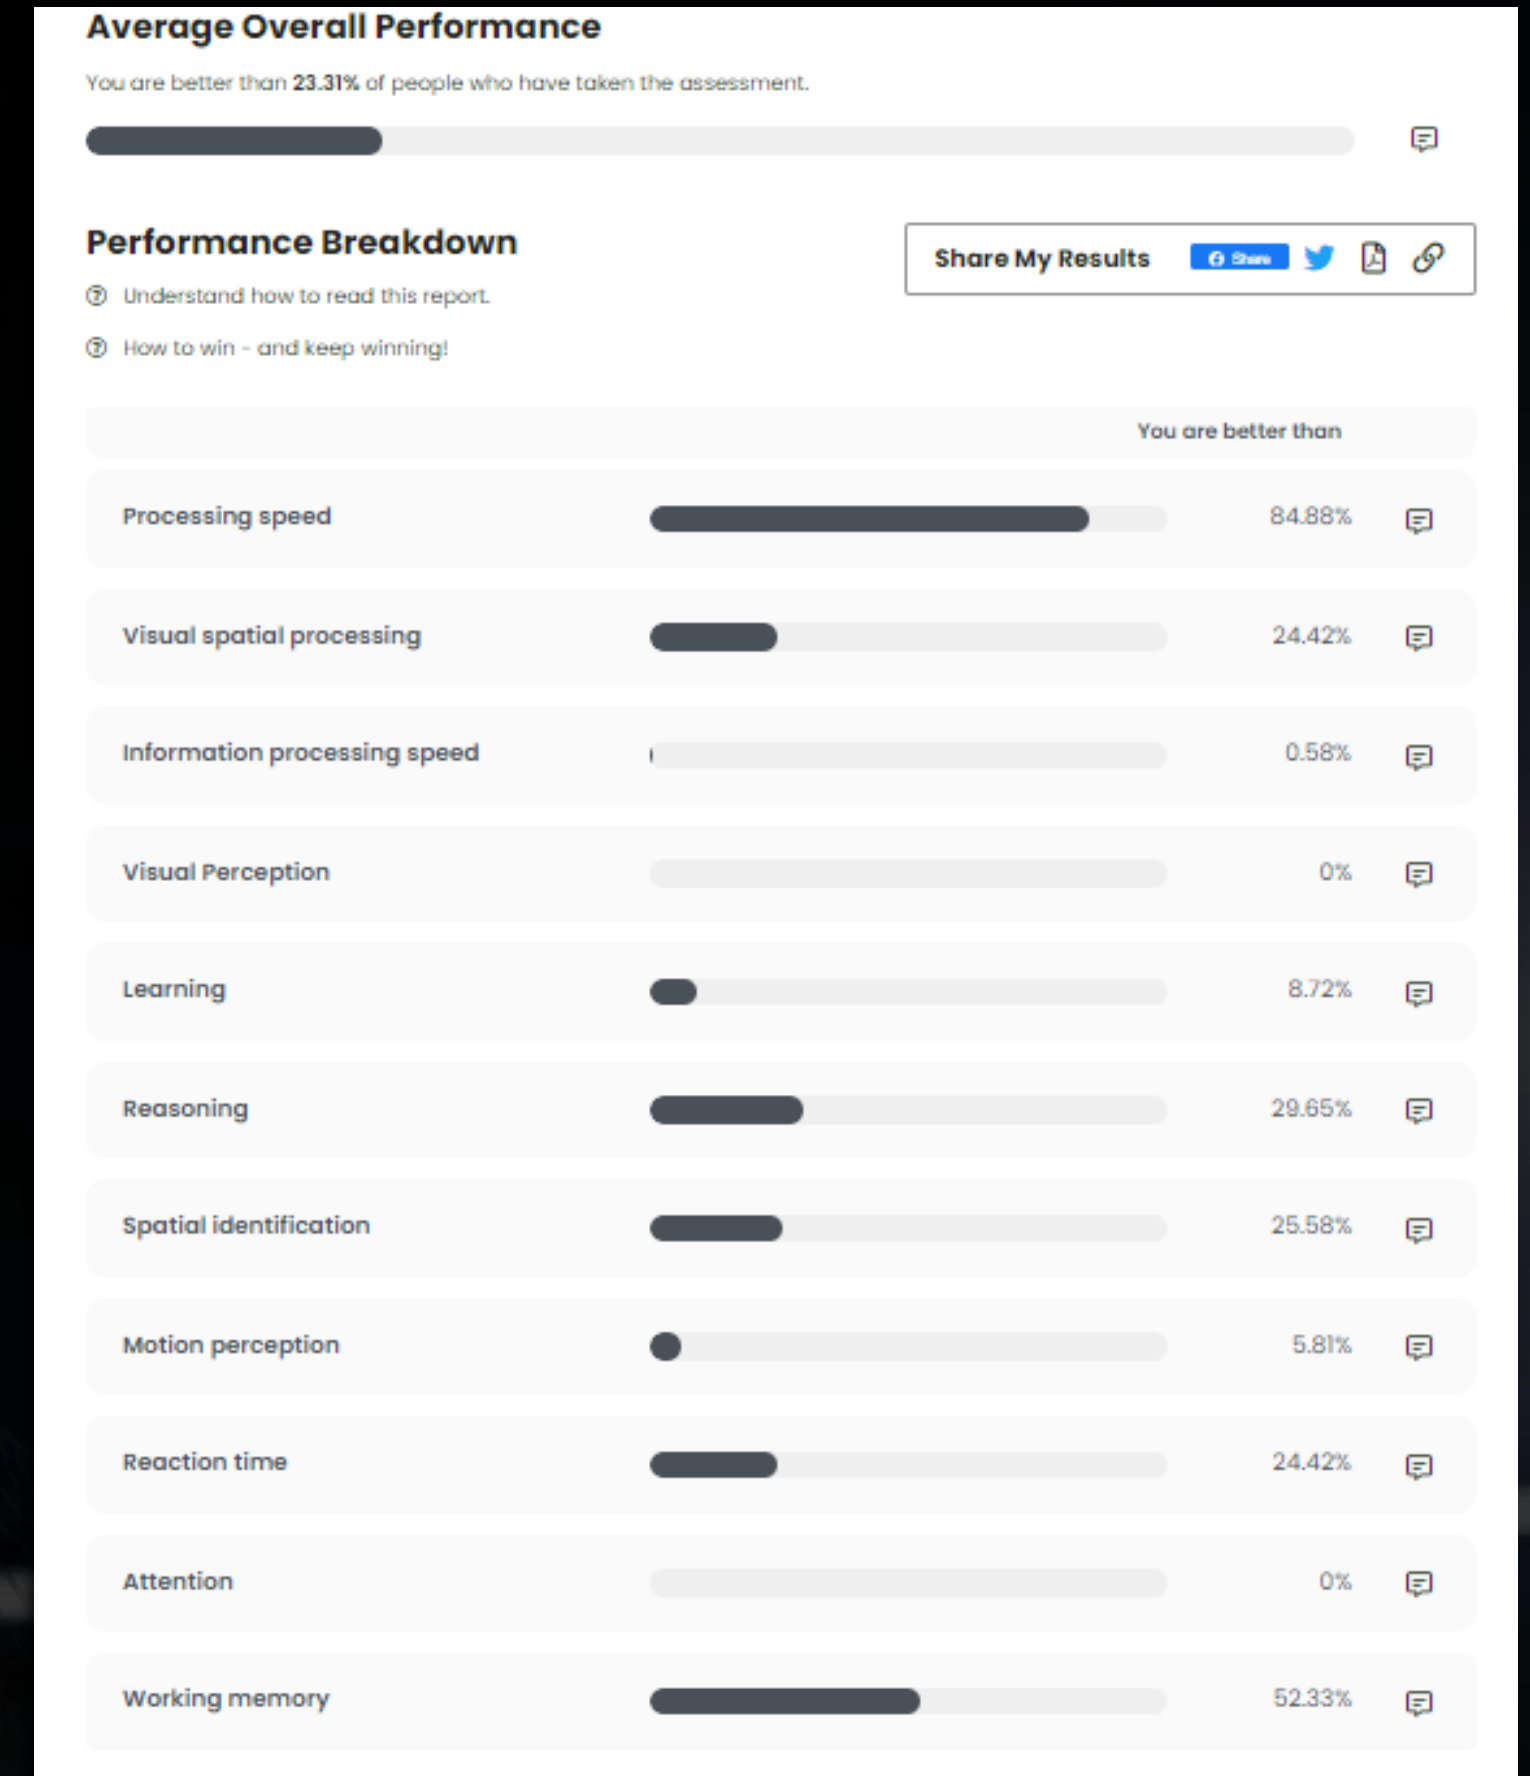 Average Overall Performance
You are better than 23.31% of people who have taken the assessment.
Performance Breakdown
Share My Results Share
Understand how to read this report.
How to win - and keep winning!
You are better than
Processing speed 84.88%
Visual spatial processing 24.42%
Information processing speed 0.58%
Visual Perception 0%
Learning 8.72%
Reasoning 29.65%
Spatial identification 25.58%
Motion perception 5.81%
Reaction time 24.42%
Attention 0%
Working memory 52.33%